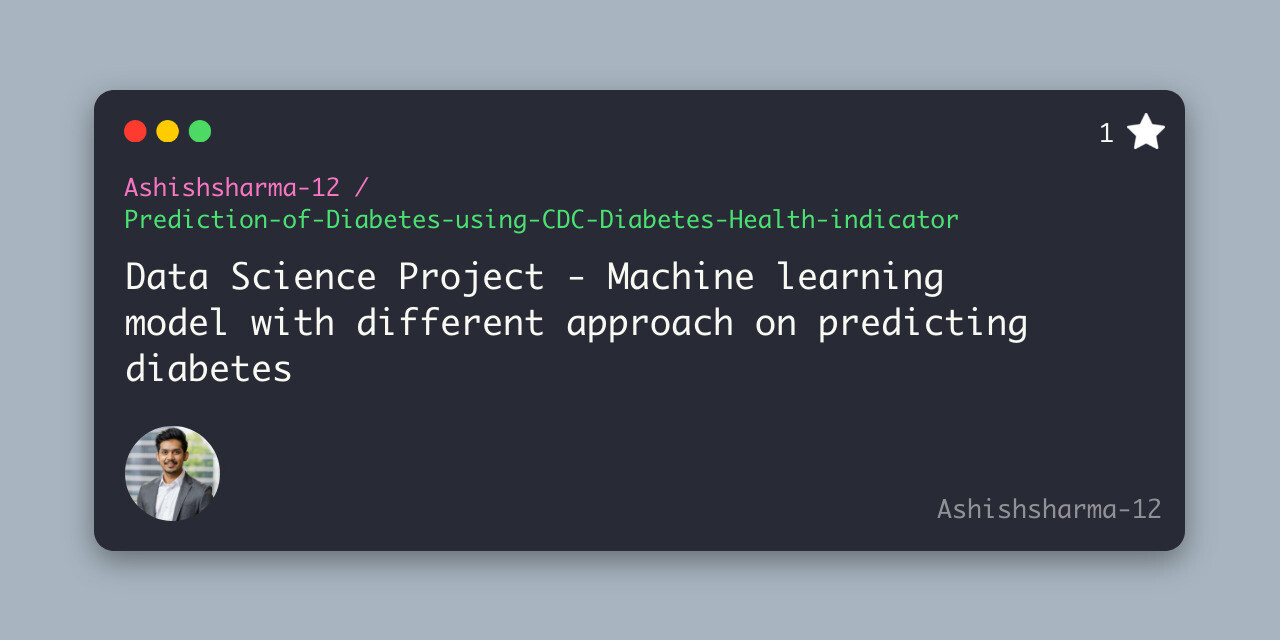 1
Ashishsharma-12 /
Prediction-of-Diabetes-using-CDC-Diabetes-Health-indicator
Data Science Project - Machine learning
model with different approach on predicting
diabetes
Ashishsharma-12